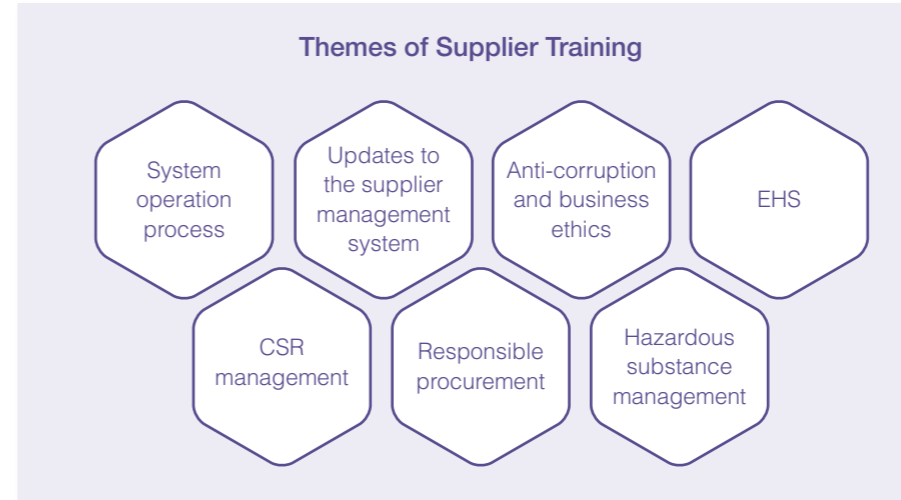 Themes of Supplier Training
System
operation
process
Updates to
the supplier
management
system
Anti-corruption
and business
ethics
EHS
CSR
management
Responsible
procurement
Hazardous
substance
management